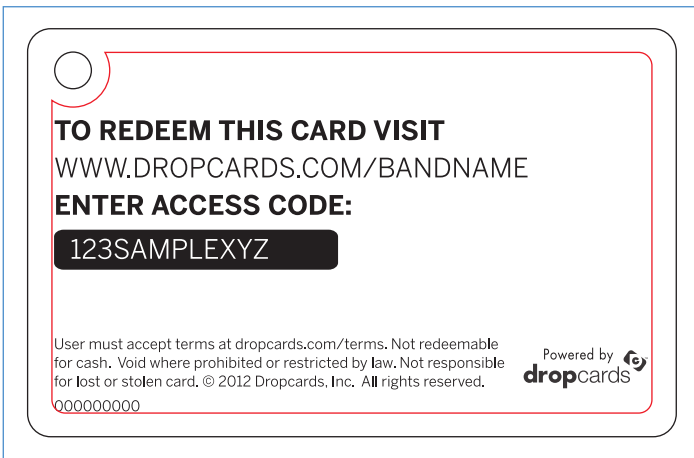 TO REDEEM THIS CARD VISIT
WWW.DROPCARDS.COM/BANDNAME
ENTER ACCESS CODE:
123SAMPLEXYZ
User must accept terms at dropcards.com/terms. Not redeemable
for cash. Void where prohibited or restricted by law. Not responsible
for lost or stolen card. © 2012 Dropcards, Inc. All rights reserved.
000000000
Powered by
dropcards